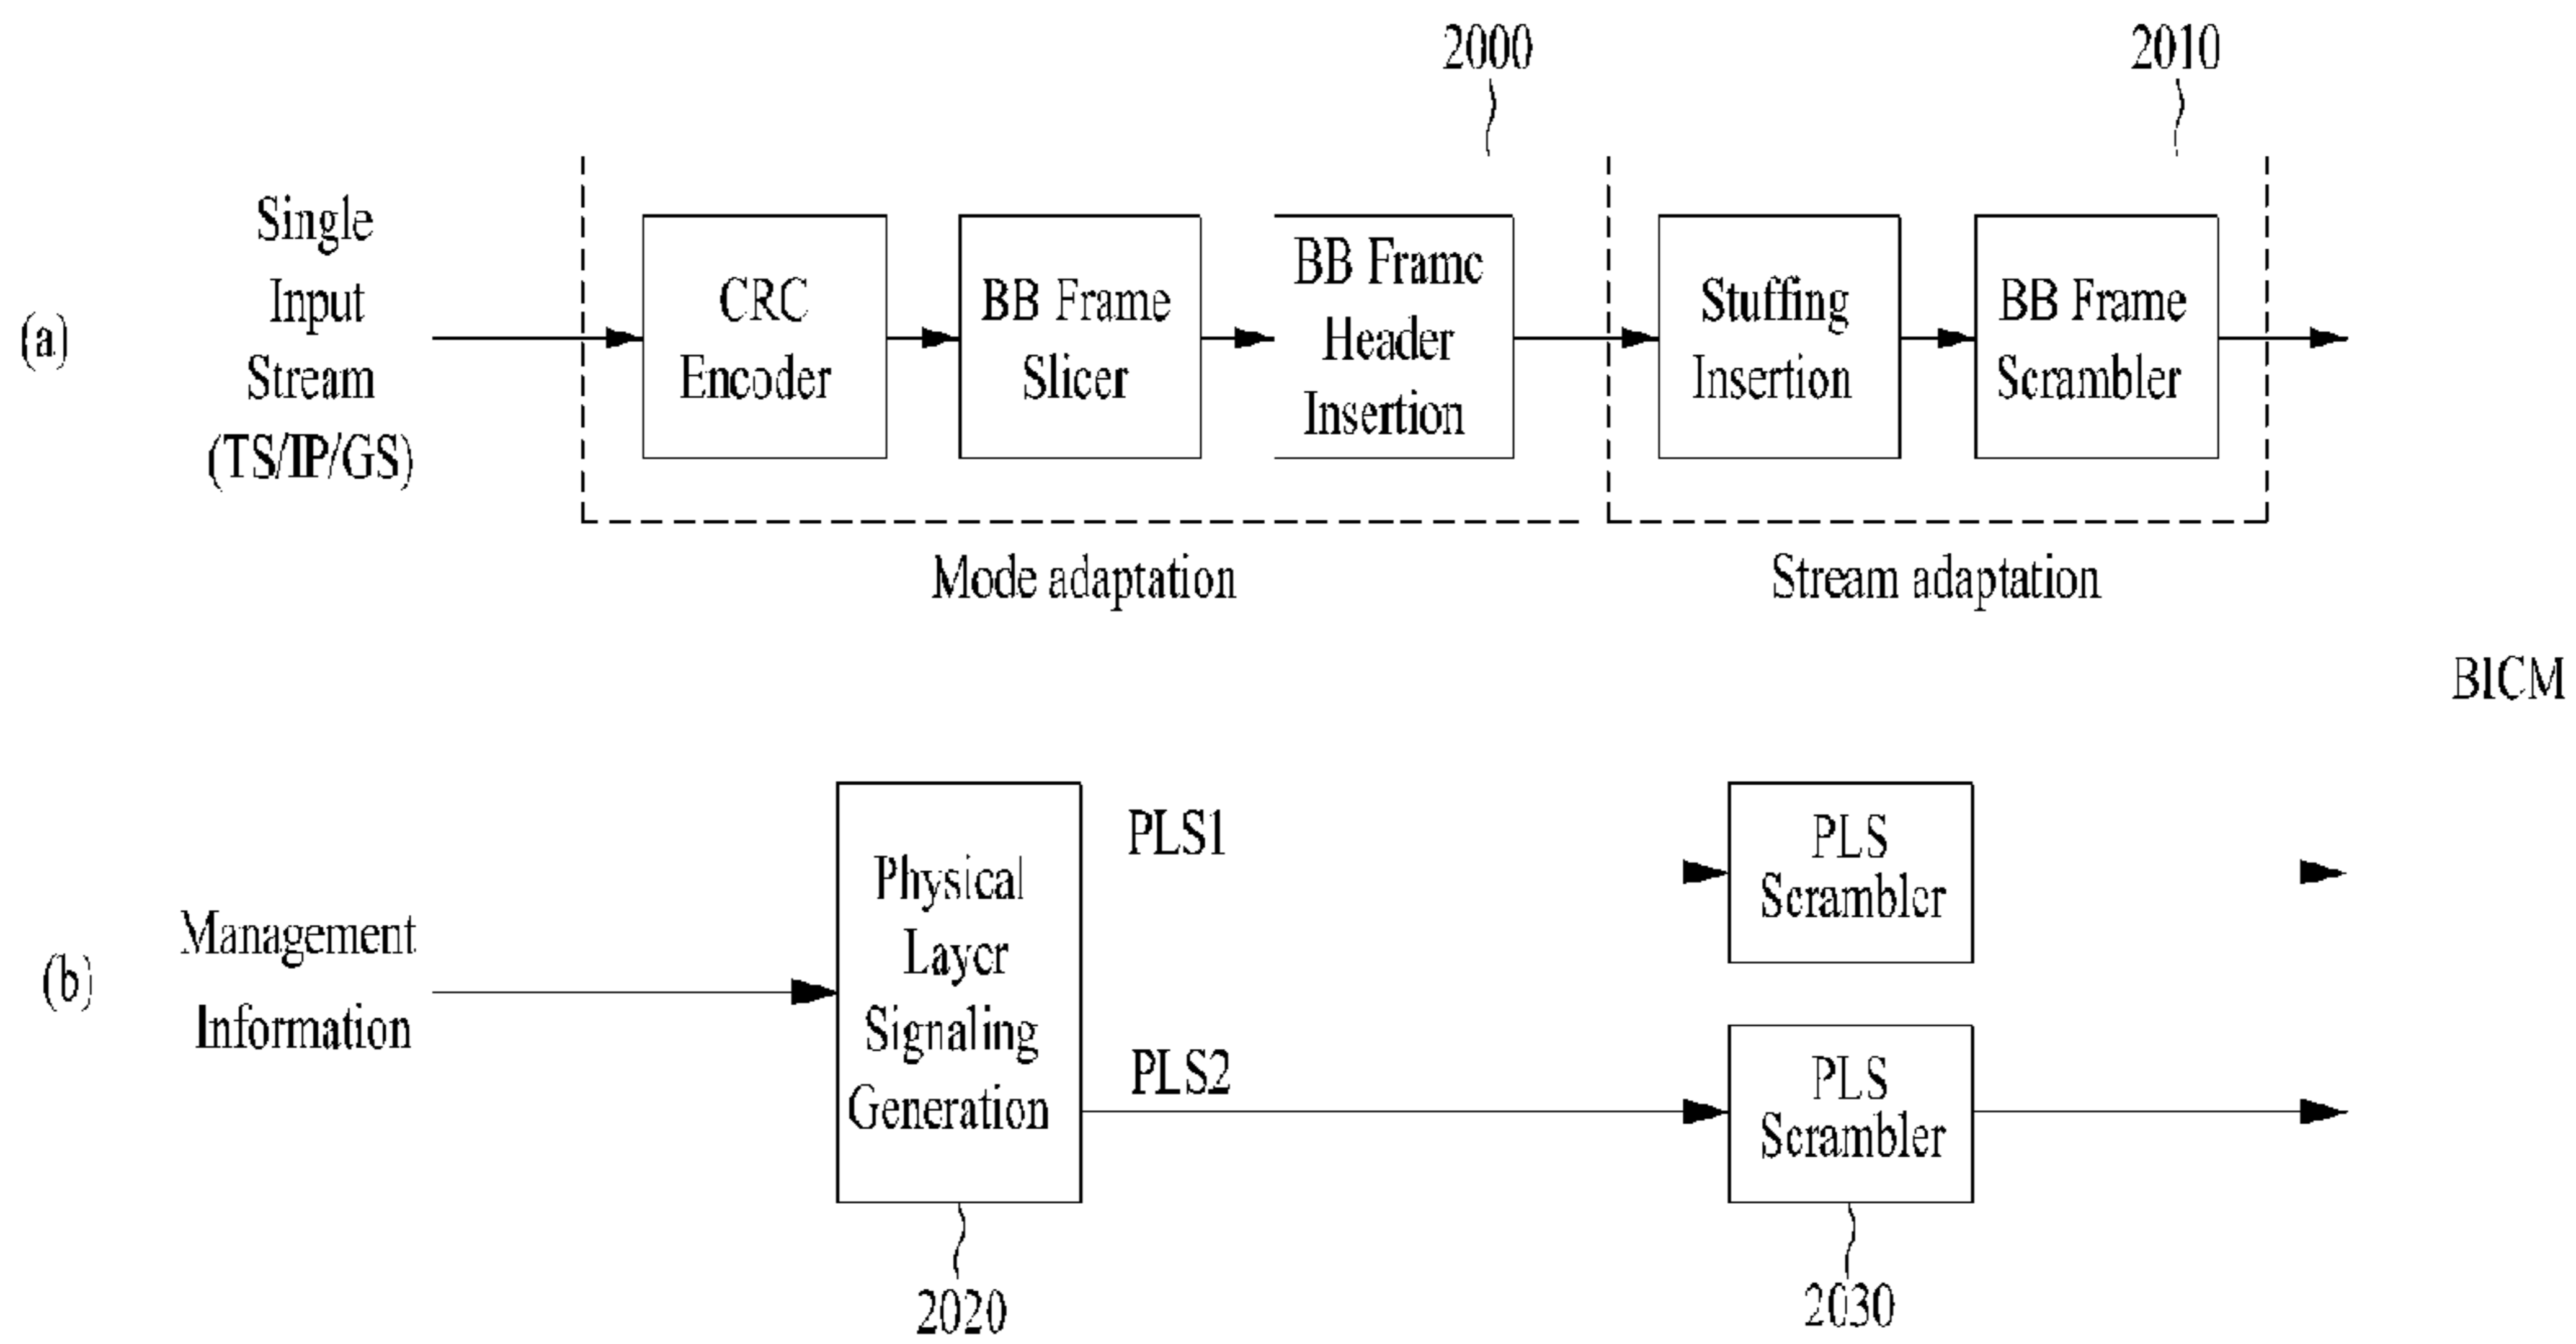 2000
2010
(a)
Single
Input
Stream
(TS/IP/GS)
CRC
Encoder
BB Frame
Slicer
BB Frame
Header
Insertion
Stuffing
Insertion
BB Frame
Scrambler
Mode adaptation
Stream adaptation
BICM
(b)
Management
Information
Physical
Layer
Signaling
Generation
PLS1
PLS2
PLS
Scrambler
PLS
Scrambler
2020
2030